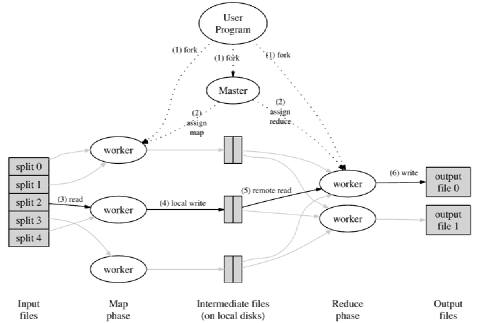 User
Program
(1) fork
(1) fork
(1) fork
Master
(2)
assign
map
(2)
assign
reduce
worker
split 0
split 1
split 2
split 3
split 4
(3) read
worker
(4) local write
(5) remote read
worker
(6) write
output
file 0
worker
output
file 1
worker
Input
files
Map
phase
Intermediate files
(on local disks)
Reduce
phase
Output
files